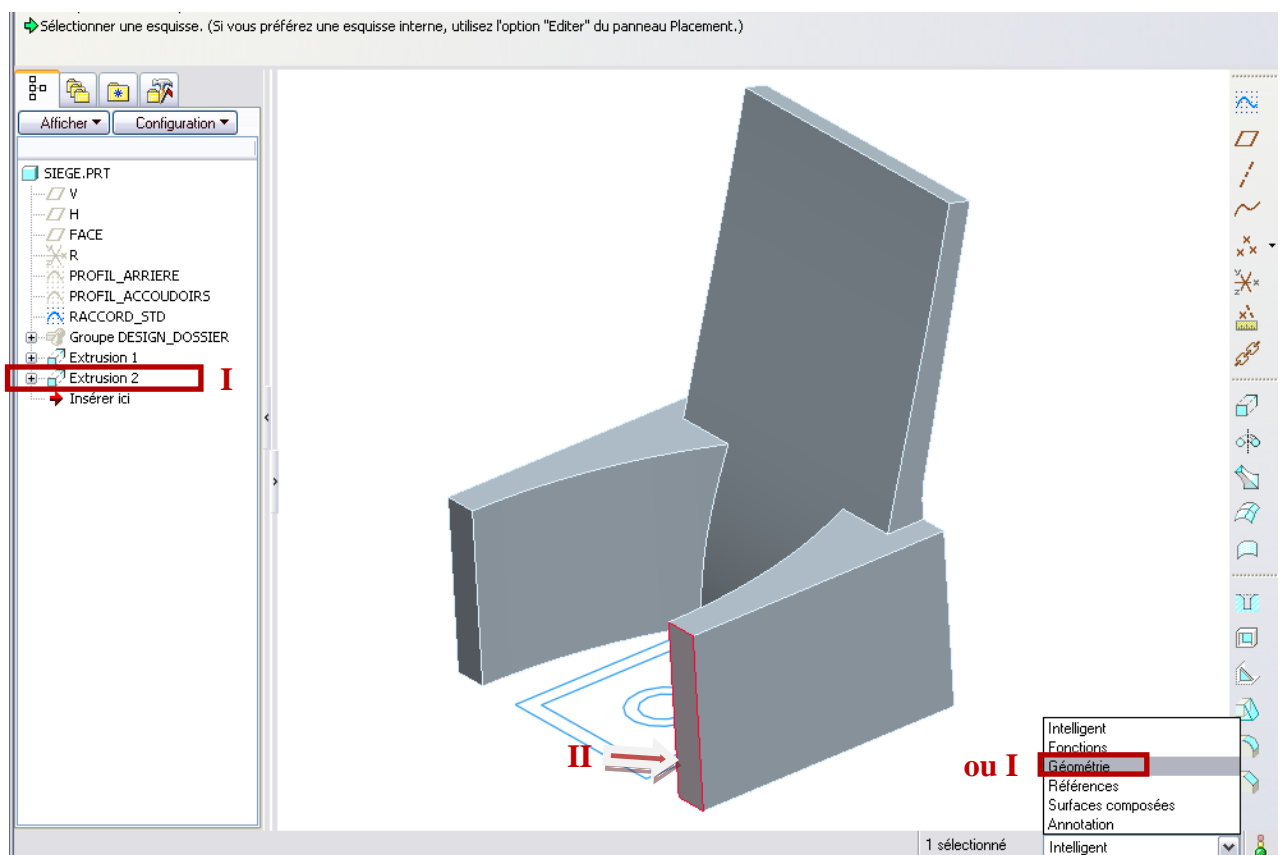 Sélectionner une esquisse. (Si vous préférez une esquisse interne, utilisez l'option "Editer" du panneau Placement.)
Afficher Configuration
SIEGE.PRT
V
H
FACE
R
PROFIL_ARRIERE
PROFIL_ACCOUDOIRS
RACCORD_STD
Groupe DESIGN_DOSSIER
Extrusion 1
Extrusion 2 I
Insérer ici
II
ou I
Intelligent
Fonctions
Géométrie
Références
Surfaces composées
Annotation
1 sélectionné Intelligent